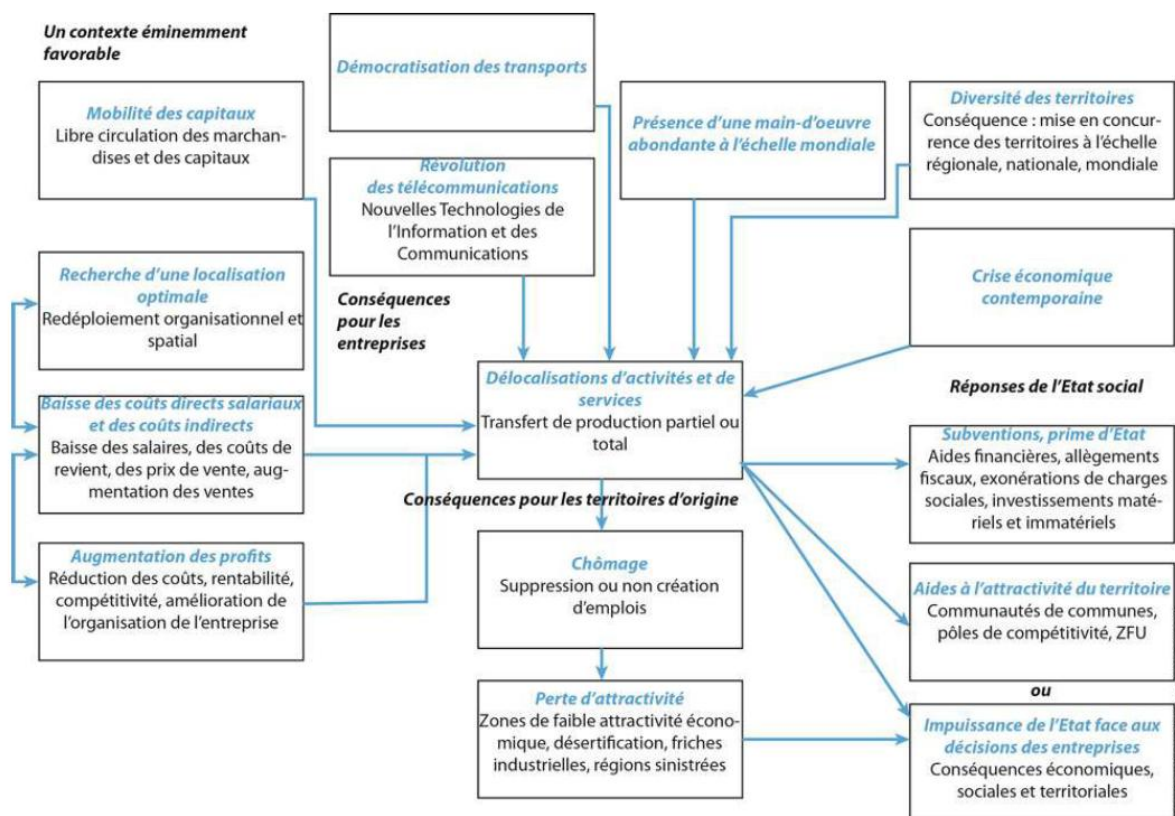 Un contexte éminemment
favorable
Mobilité des capitaux
Libre circulation des marchan-
dises et des capitaux
Démocratisation des transports
Révolution
des télécommunications
Nouvelles Technologies de
l'Information et des
Communications
Présence d'une main-d'oeuvre
abondante à l'échelle mondiale
Diversité des territoires
Conséquence : mise en concur-
rence des territoires à l'échelle
régionale, nationale, mondiale
Crise économique
contemporaine
Recherche d'une localisation
optimale
Redéploiement organisationnel et
spatial
Conséquences
pour les
entreprises
Baisse des coûts directs salariaux
et des coûts indirects
Baisse des salaires, des coûts de
revient, des prix de vente, aug-
mentation des ventes
Augmentation des profits
Réduction des coûts, rentabilité,
compétitivité, amélioration de
l'organisation de l'entreprise
Délocalisations d'activités et de
services
Transfert de production partiel ou
total
Conséquences pour les territoires d'origine
Chômage
Suppression ou non création
d'emplois
Perte d'attractivité
Zones de faible attractivité écono-
mique, désertification, friches
industrielles, régions sinistrées
Réponses de l'Etat social
Subventions, prime d'Etat
Aides financières, allègements
fiscaux, exonérations de charges
sociales, investissements maté-
riels et immatériels
Aides à l'attractivité du territoire
Communautés de communes,
pôles de compétitivité, ZFU
ou
Impuissance de l'Etat face aux
décisions des entreprises
Conséquences économiques,
sociales et territoriales